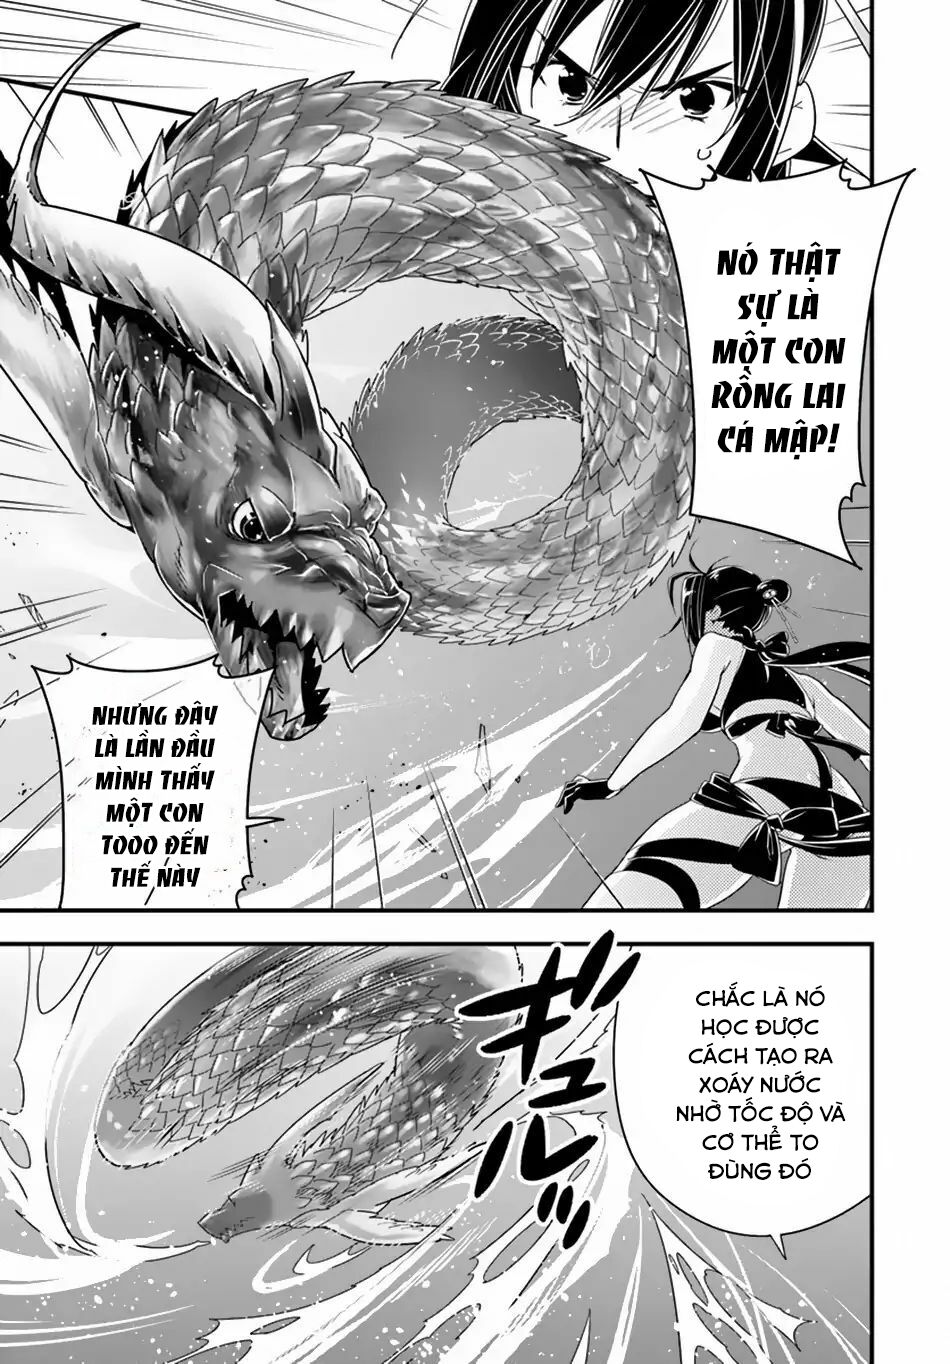 NÓ THẬT
SỰ LÀ
MỘT CON
RỒNG LAI
CÁ MẬP!
NHƯNG ĐÂY
LÀ LẦN ĐẦU
MÌNH THẤY
MỘT CON
TOOO ĐẾN
THẾ NÀY
CHẮC LÀ NÓ
HỌC ĐƯỢC
CÁCH TẠO RA
XOÁY NƯỚC
NHỜ TỐC ĐỘ VÀ
CƠ THỂ TO
ĐÙNG ĐÓ
ギュルル